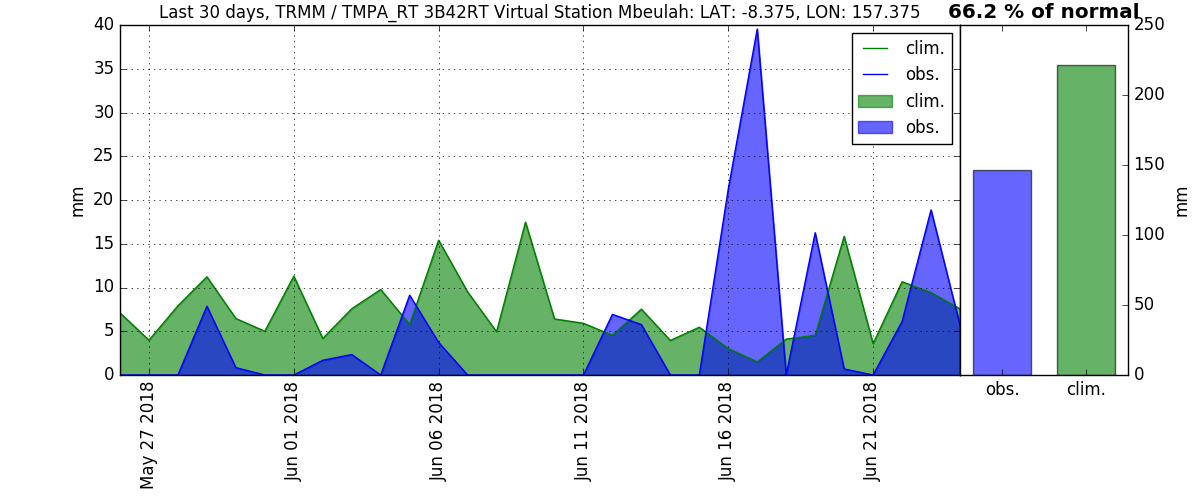 Last 30 days, TRMM / TMPA_RT 3B42RT Virtual Station Mbeulah: LAT: -8.375, LON: 157.375
66.2 % of normal
40
35
30
25
20
15
10
5
0
mm
clim.
obs.
clim.
obs.
May 27 2018
Jun 01 2018
Jun 06 2018
Jun 11 2018
Jun 16 2018
Jun 21 2018
250
200
150
100
50
0
mm
obs.
clim.